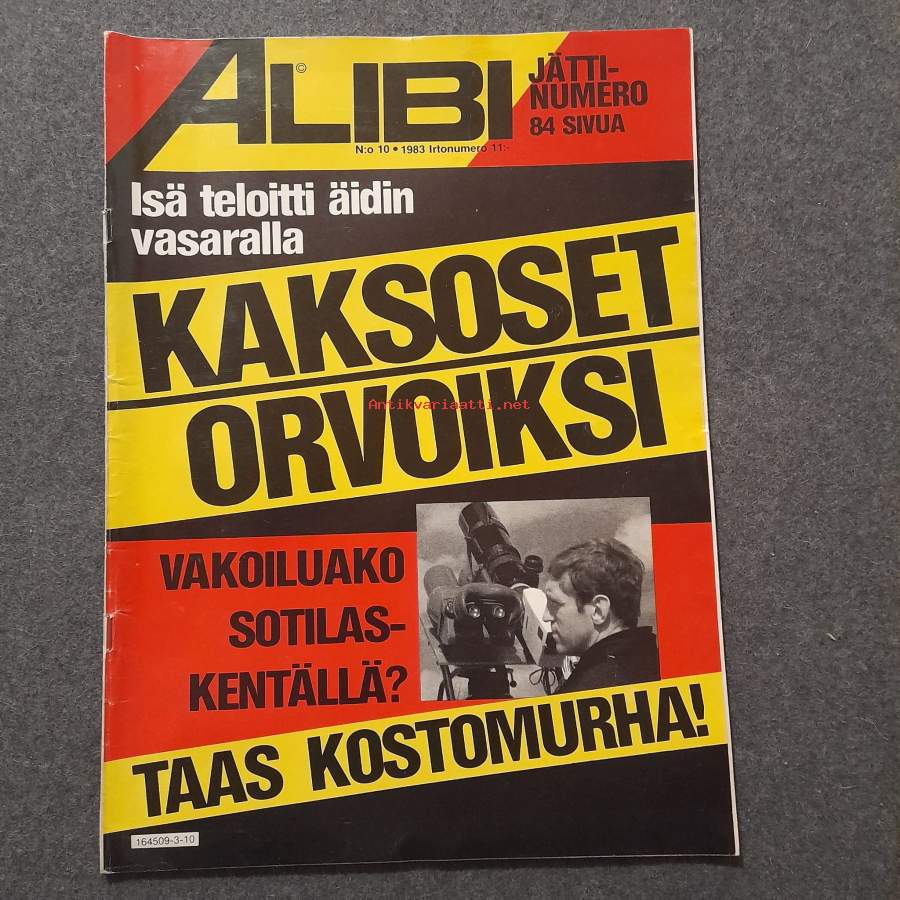 ALIBI
©
JÄTTI-
NUMERO
84 SIVUA
N:o 10 • 1983 Irtonumero 11:-
Isä teloitti äidin
vasaralla
KAKSOSET
ORVOIKSI
Antikvariaatti.net
VAKOILUAKO
SOTILAS-
KENTÄLLÄ?
TAAS KOSTOMURHA!
164509-3-10